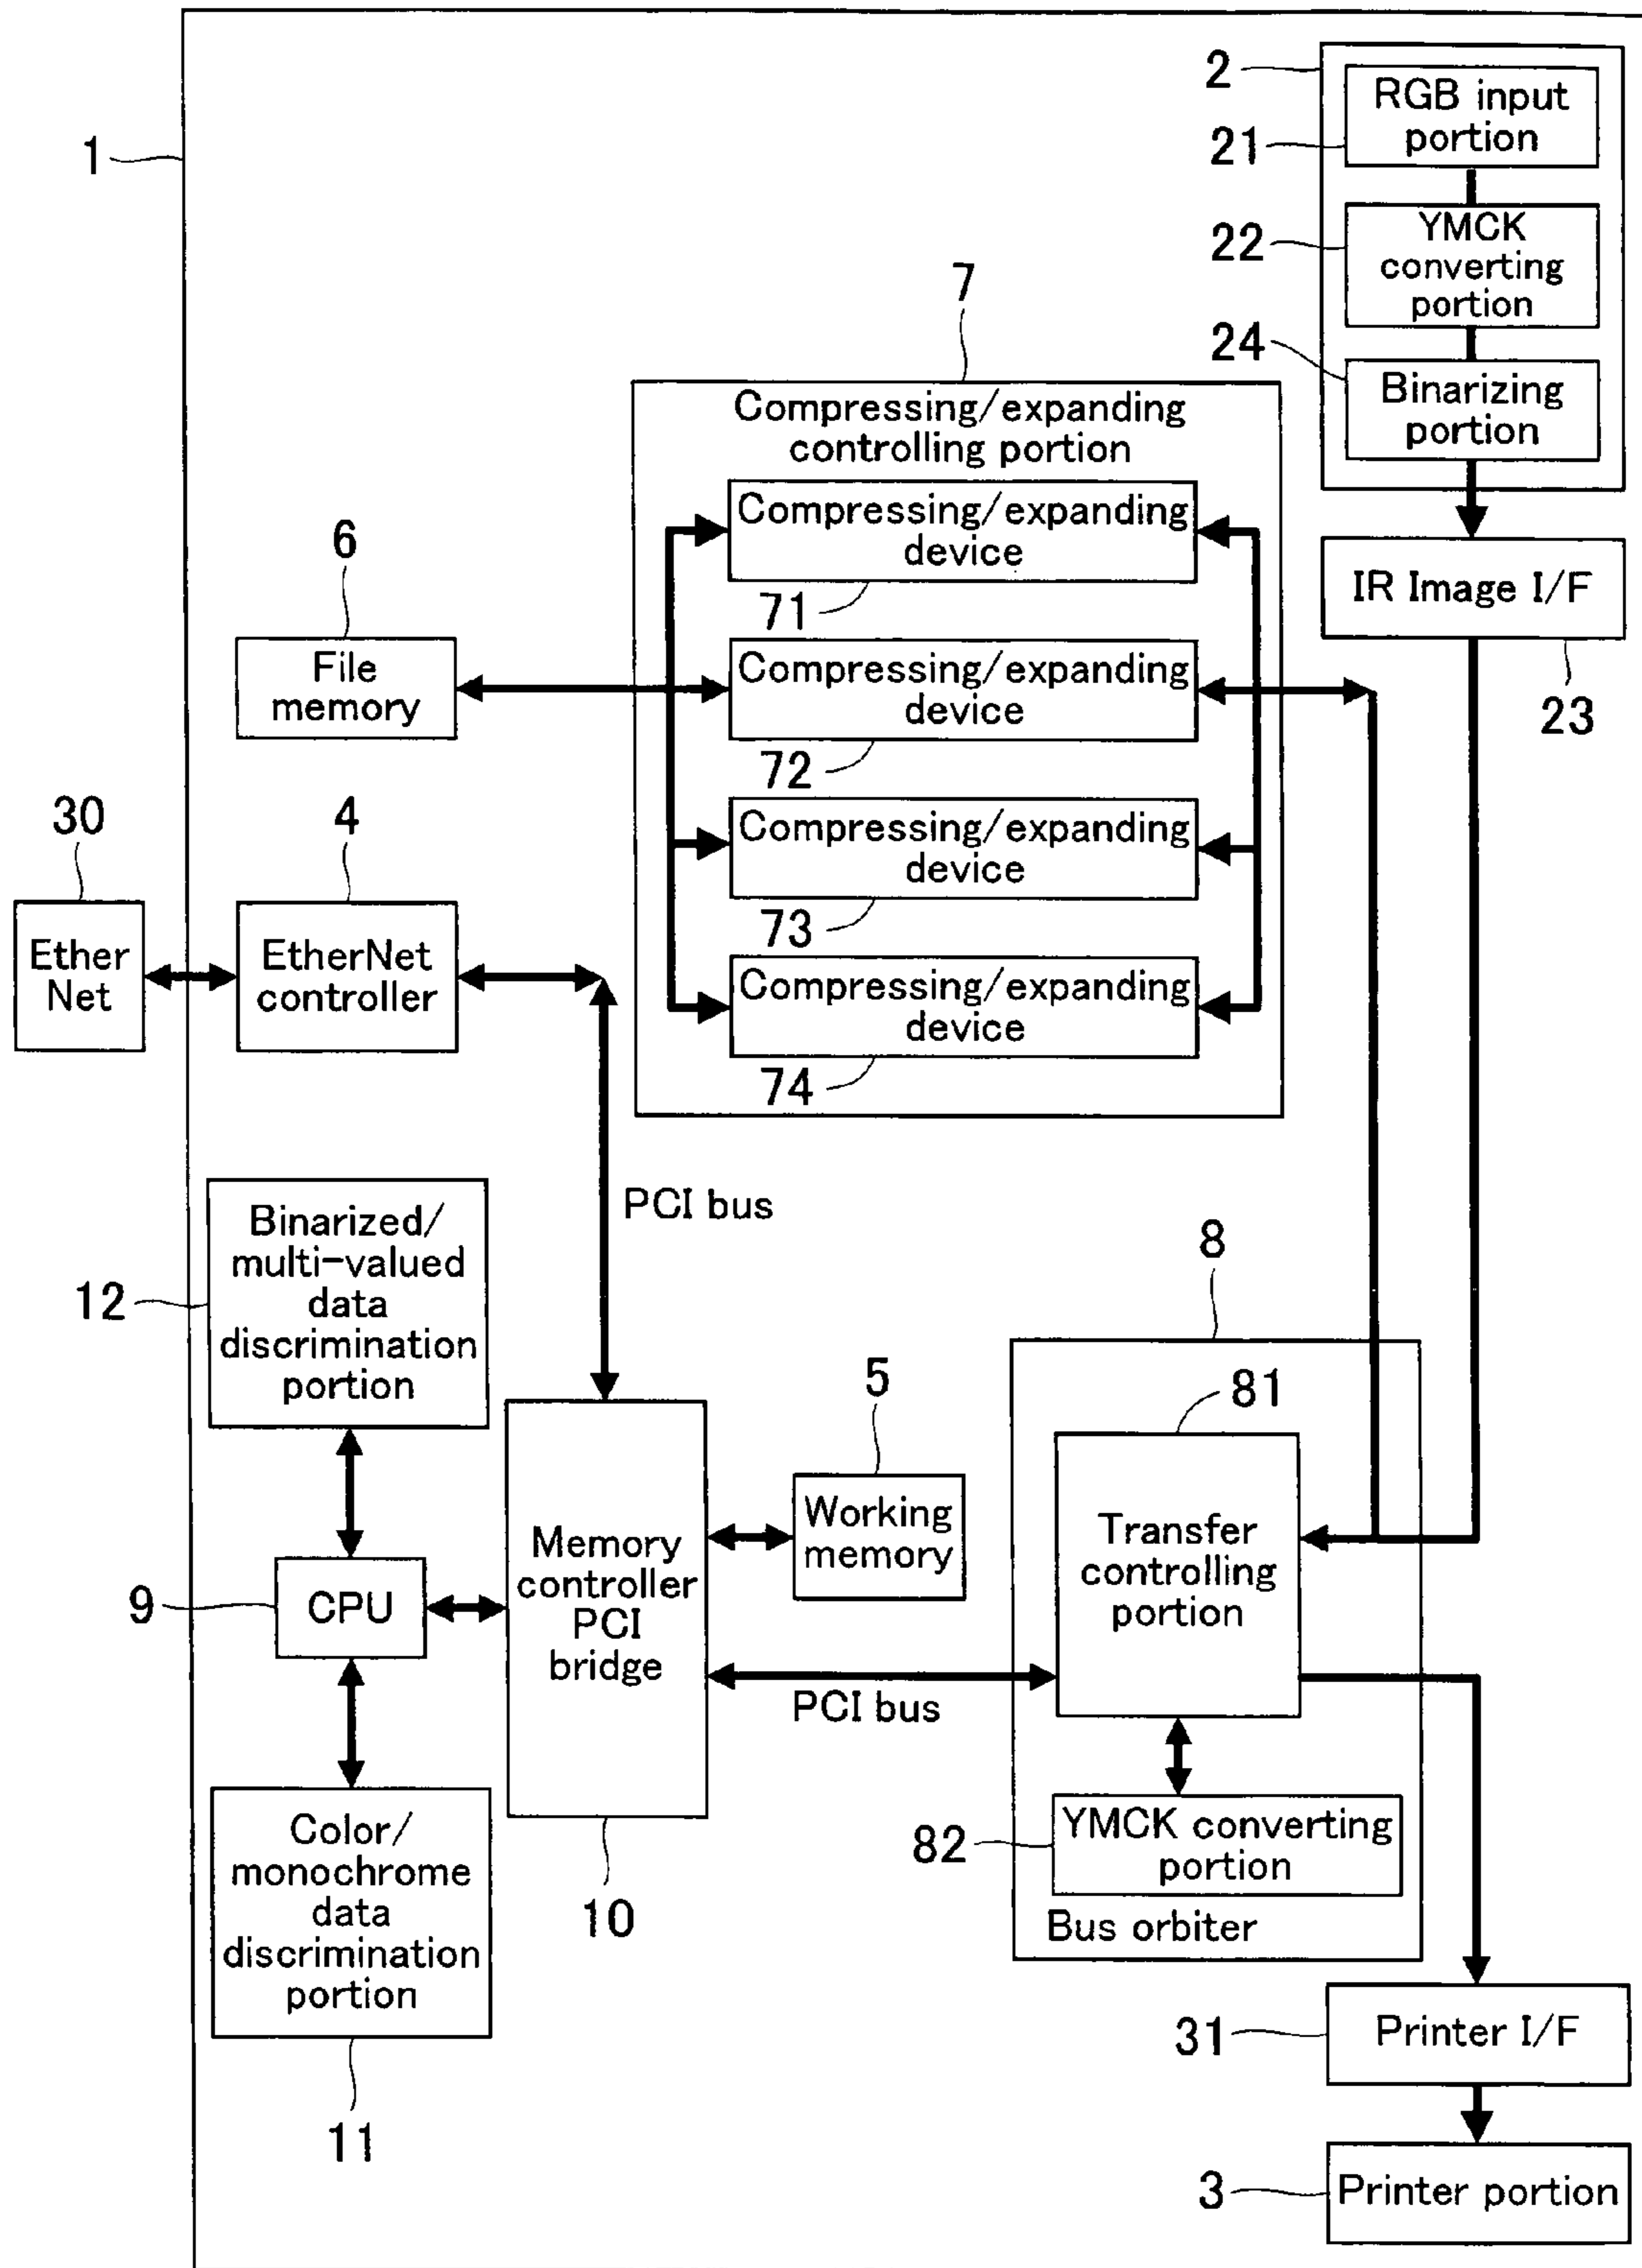 1
2
RGB input
portion
21
YMCK
converting
portion
22
24
Binarizing
portion
7
Compressing/expanding
controlling portion
Compressing/expanding
device
71
IR Image I/F
23
6
File
memory
Compressing/expanding
device
72
30
4
Compressing/expanding
device
73
Ether
Net
EtherNet
controller
Compressing/expanding
device
74
PCI bus
12
Binarized/
multi-valued
data
discrimination
portion
8
5
81
Working
memory
Memory
controller
PCI
bridge
Transfer
controlling
portion
9
CPU
PCI bus
82
YMCK converting
portion
Bus orbiter
10
Color/
monochrome
data
discrimination
portion
11
31
Printer I/F
3
Printer portion